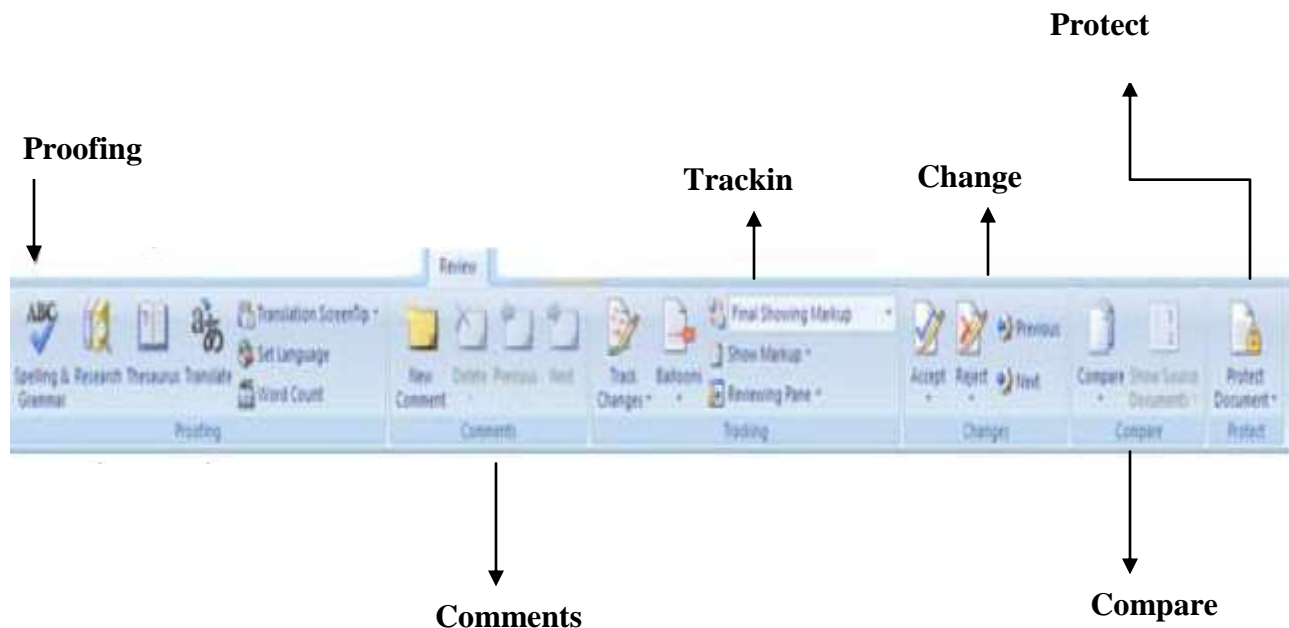 Protect
Proofing
Trackin
Change
Review
ABC
Spelling & Grammar
Research
Thesaurus
Translate
Translation ScreenTip
Set Language
Word Count
Proofing
New Comment
Delete
Previous
Next
Comments
Track Changes
Balloons
Final Showing Markup
Show Markup
Reviewing Pane
Tracking
Accept
Reject
Previous
Next
Changes
Compare
Show Source Documents
Compare
Protect Document
Protect
Comments
Compare